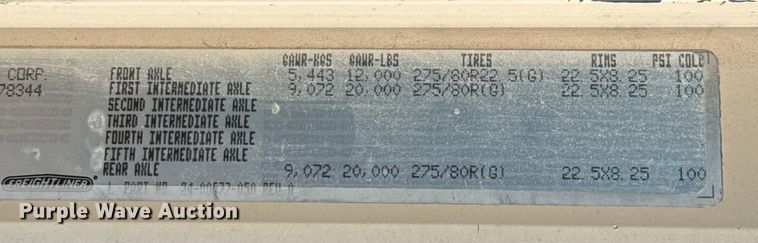 GAWR-KGS GAWR-LBS TIRES RIMS PSI COLD
CORP. FRONT AXLE 5,443 12,000 275/80R22.5(G) 22.5X8.25 100
78344 FIRST INTERMEDIATE AXLE 9,072 20,000 275/80R(G) 22.5X8.25 100
SECOND INTERMEDIATE AXLE
THIRD INTERMEDIATE AXLE
FOURTH INTERMEDIATE AXLE
FIFTH INTERMEDIATE AXLE
REAR AXLE 9,072 20,000 275/80R(G) 22.5X8.25 100
FREIGHTLINER
PART NO.
Purple Wave Auction